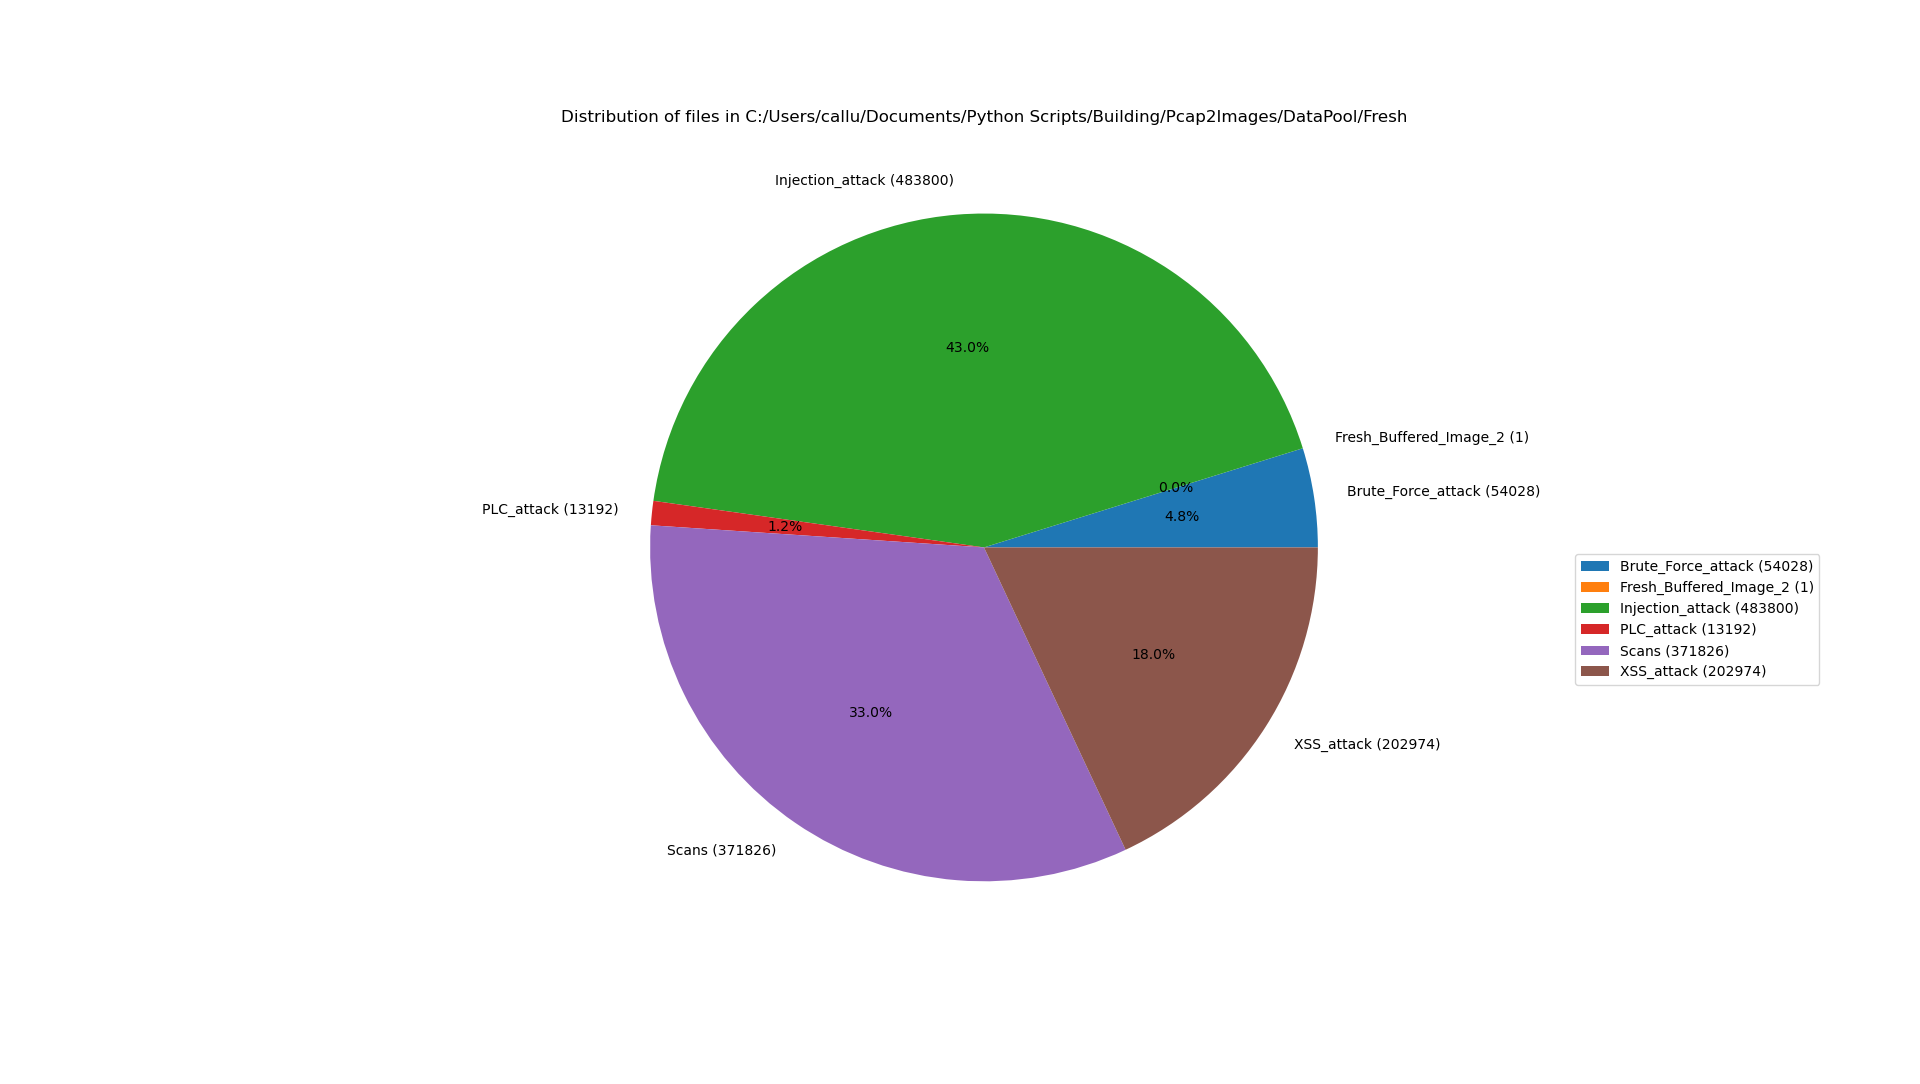 Distribution of files in C:/Users/callu/Documents/Python Scripts/Building/Pcap2Images/DataPool/Fresh
Injection_attack (483800)
43.0%
Fresh_Buffered_Image_2 (1)
0.0%
Brute_Force_attack (54028)
4.8%
PLC_attack (13192)
1.2%
18.0%
33.0%
XSS_attack (202974)
Scans (371826)
Brute_Force_attack (54028)
Fresh_Buffered_Image_2 (1)
Injection_attack (483800)
PLC_attack (13192)
Scans (371826)
XSS_attack (202974)